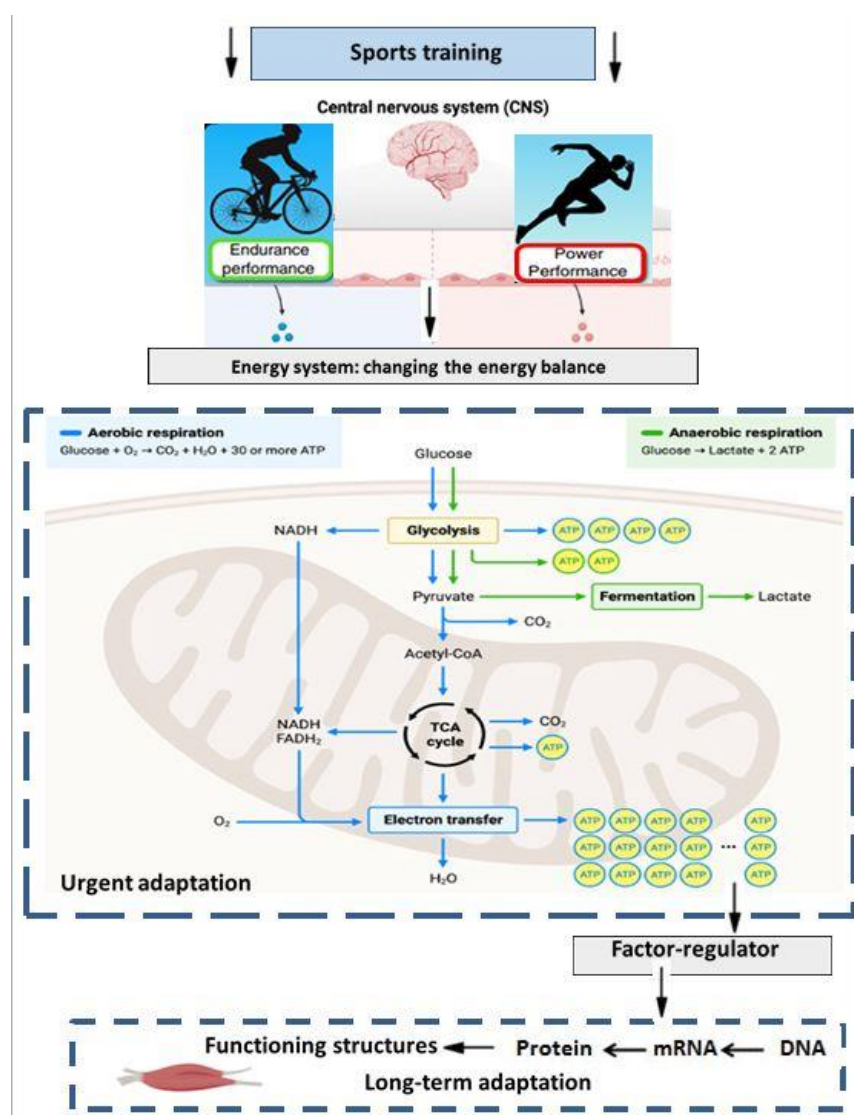 Sports training
Central nervous system (CNS)
Endurance
performance
Power
Performance
Energy system: changing the energy balance
Aerobic respiration
Glucose + O₂ → CO₂ + H₂O + 30 or more ATP
Anaerobic respiration
Glucose → Lactate + 2 ATP
Glucose
NADH
Glycolysis
ATP ATP ATP ATP
ATP ATP
Pyruvate
Fermentation
Lactate
CO₂
Acetyl-CoA
NADH
FADH₂
TCA
cycle
CO₂
ATP
O₂
Electron transfer
ATP ATP ATP ATP ATP
ATP ATP ATP ATP ... ATP
ATP ATP ATP ATP ATP
H₂O
Urgent adaptation
Factor-regulator
Functioning structures ← Protein ← mRNA ← DNA
Long-term adaptation